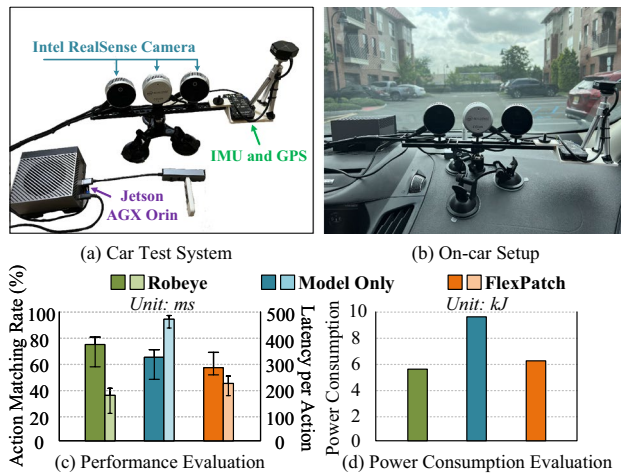 Intel RealSense Camera
IMU and GPS
Jetson
AGX Orin
(a) Car Test System
(b) On-car Setup
Robeye
Model Only
FlexPatch
Unit: ms
Unit: kJ
Action Matching Rate (%)
100
80
60
40
20
0
500
400
300
200
100
0
Latency per Action
Power Consumption
10
8
6
4
2
0
(c) Performance Evaluation
(d) Power Consumption Evaluation